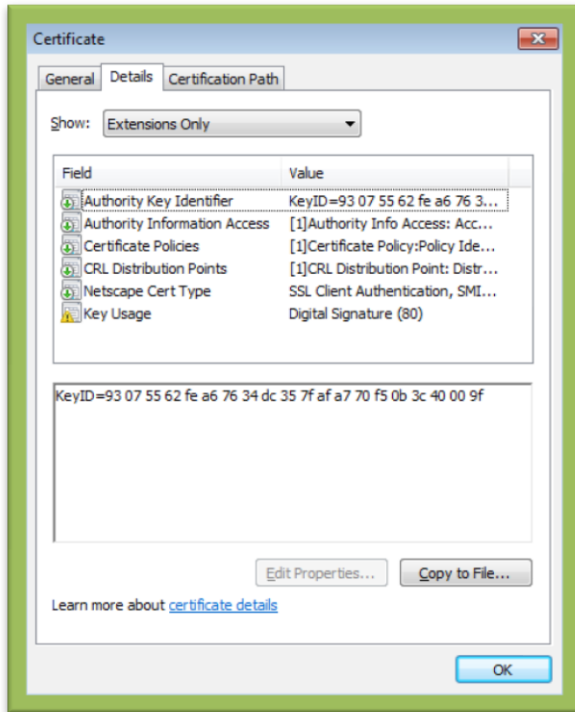 Certificate
General Details Certification Path
Show: Extensions Only
Field Value
Authority Key Identifier KeyID=93 07 55 62 fe a6 76 3...
Authority Information Access [1]Authority Info Access: Acc...
Certificate Policies [1]Certificate Policy:Policy Ide...
CRL Distribution Points [1]CRL Distribution Point: Distr...
Netscape Cert Type SSL Client Authentication, SMI...
Key Usage Digital Signature (80)
KeyID=93 07 55 62 fe a6 76 34 dc 35 7f af a7 70 f5 0b 3c 40 00 9f
Edit Properties... Copy to File...
Learn more about certificate details
OK